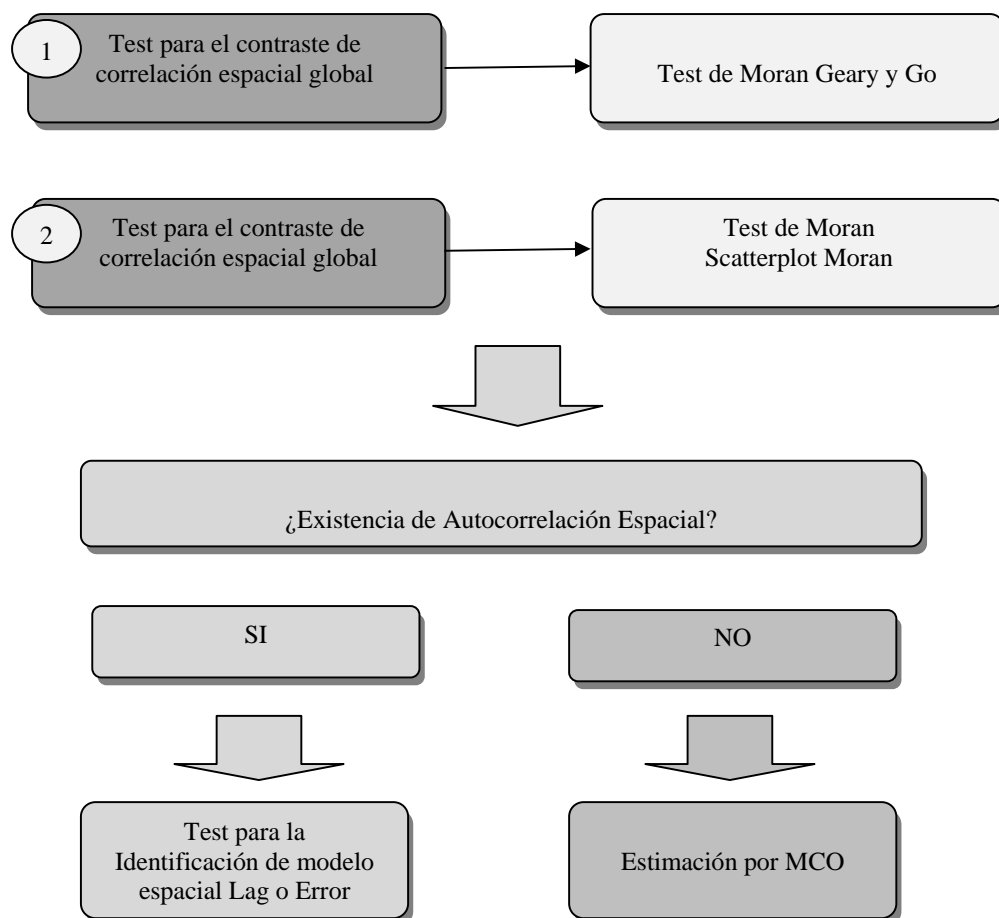 1
Test para el contraste de
correlación espacial global
Test de Moran Geary y Go
2
Test para el contraste de
correlación espacial global
Test de Moran
Scatterplot Moran
¿Existencia de Autocorrelación Espacial?
SI
NO
Test para la
Identificación de modelo
espacial Lag o Error
Estimación por MCO